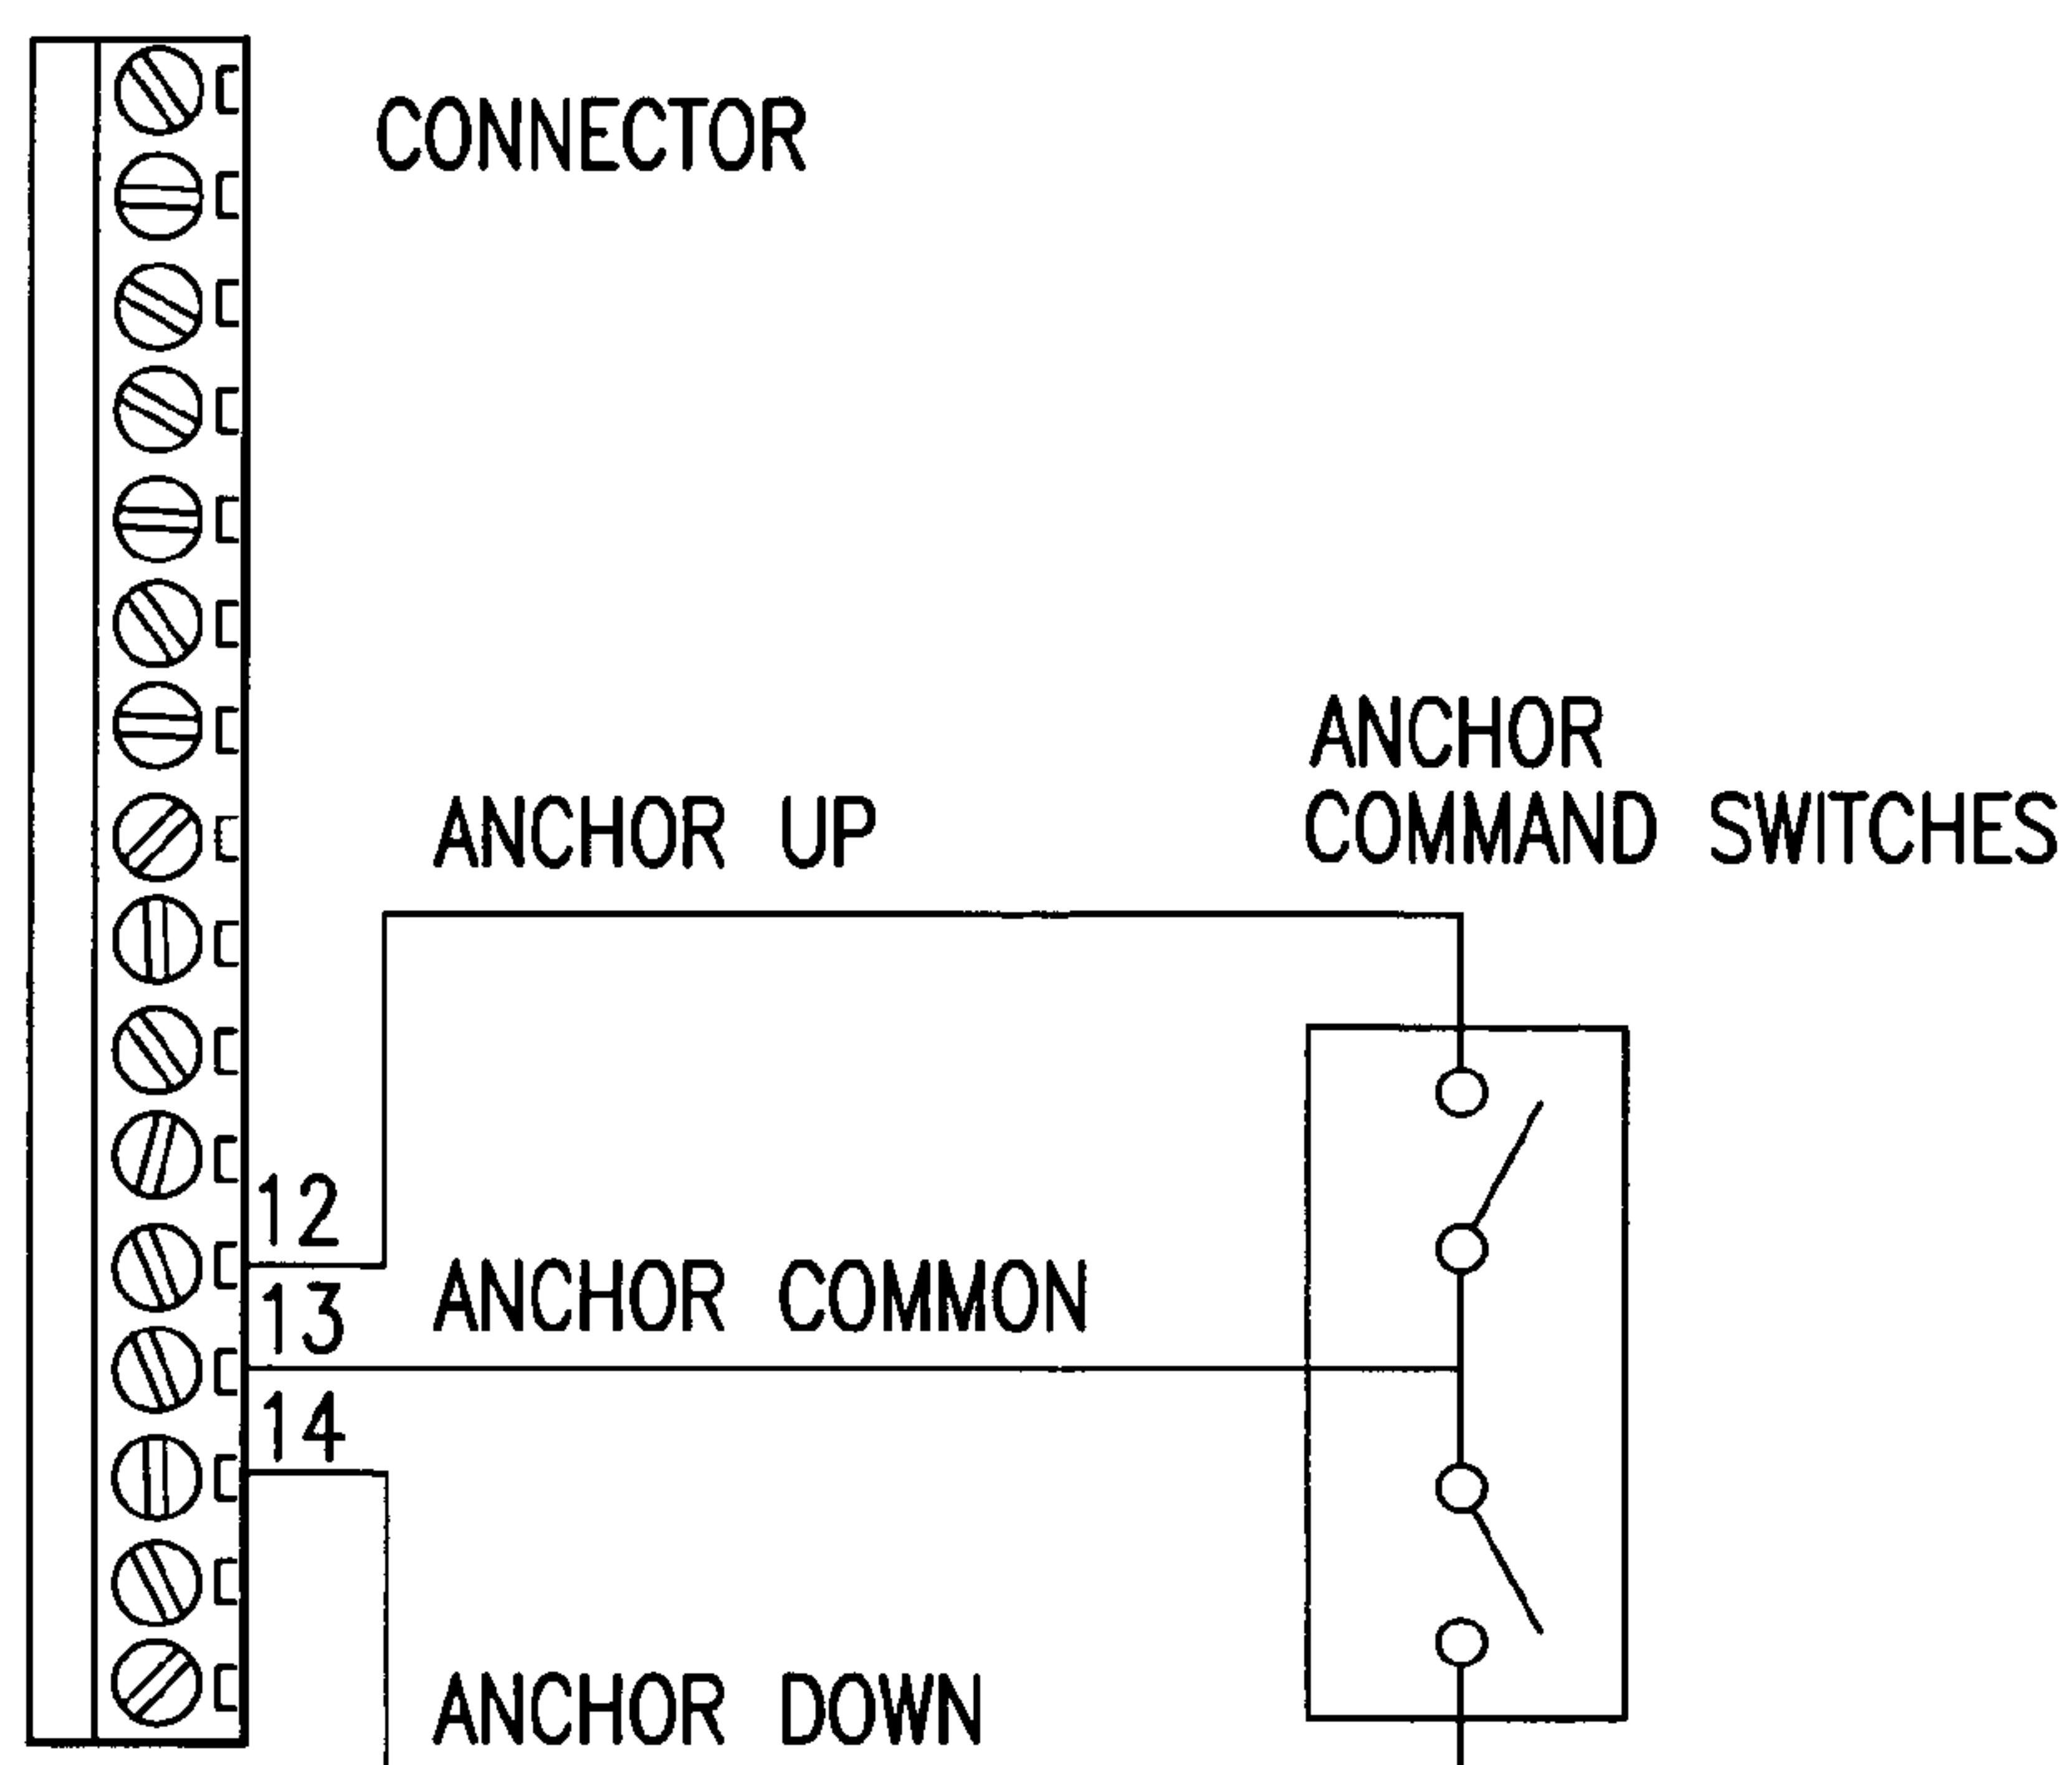 CONNECTOR
ANCHOR
COMMAND SWITCHES
ANCHOR UP
12
ANCHOR COMMON
13
14
ANCHOR DOWN